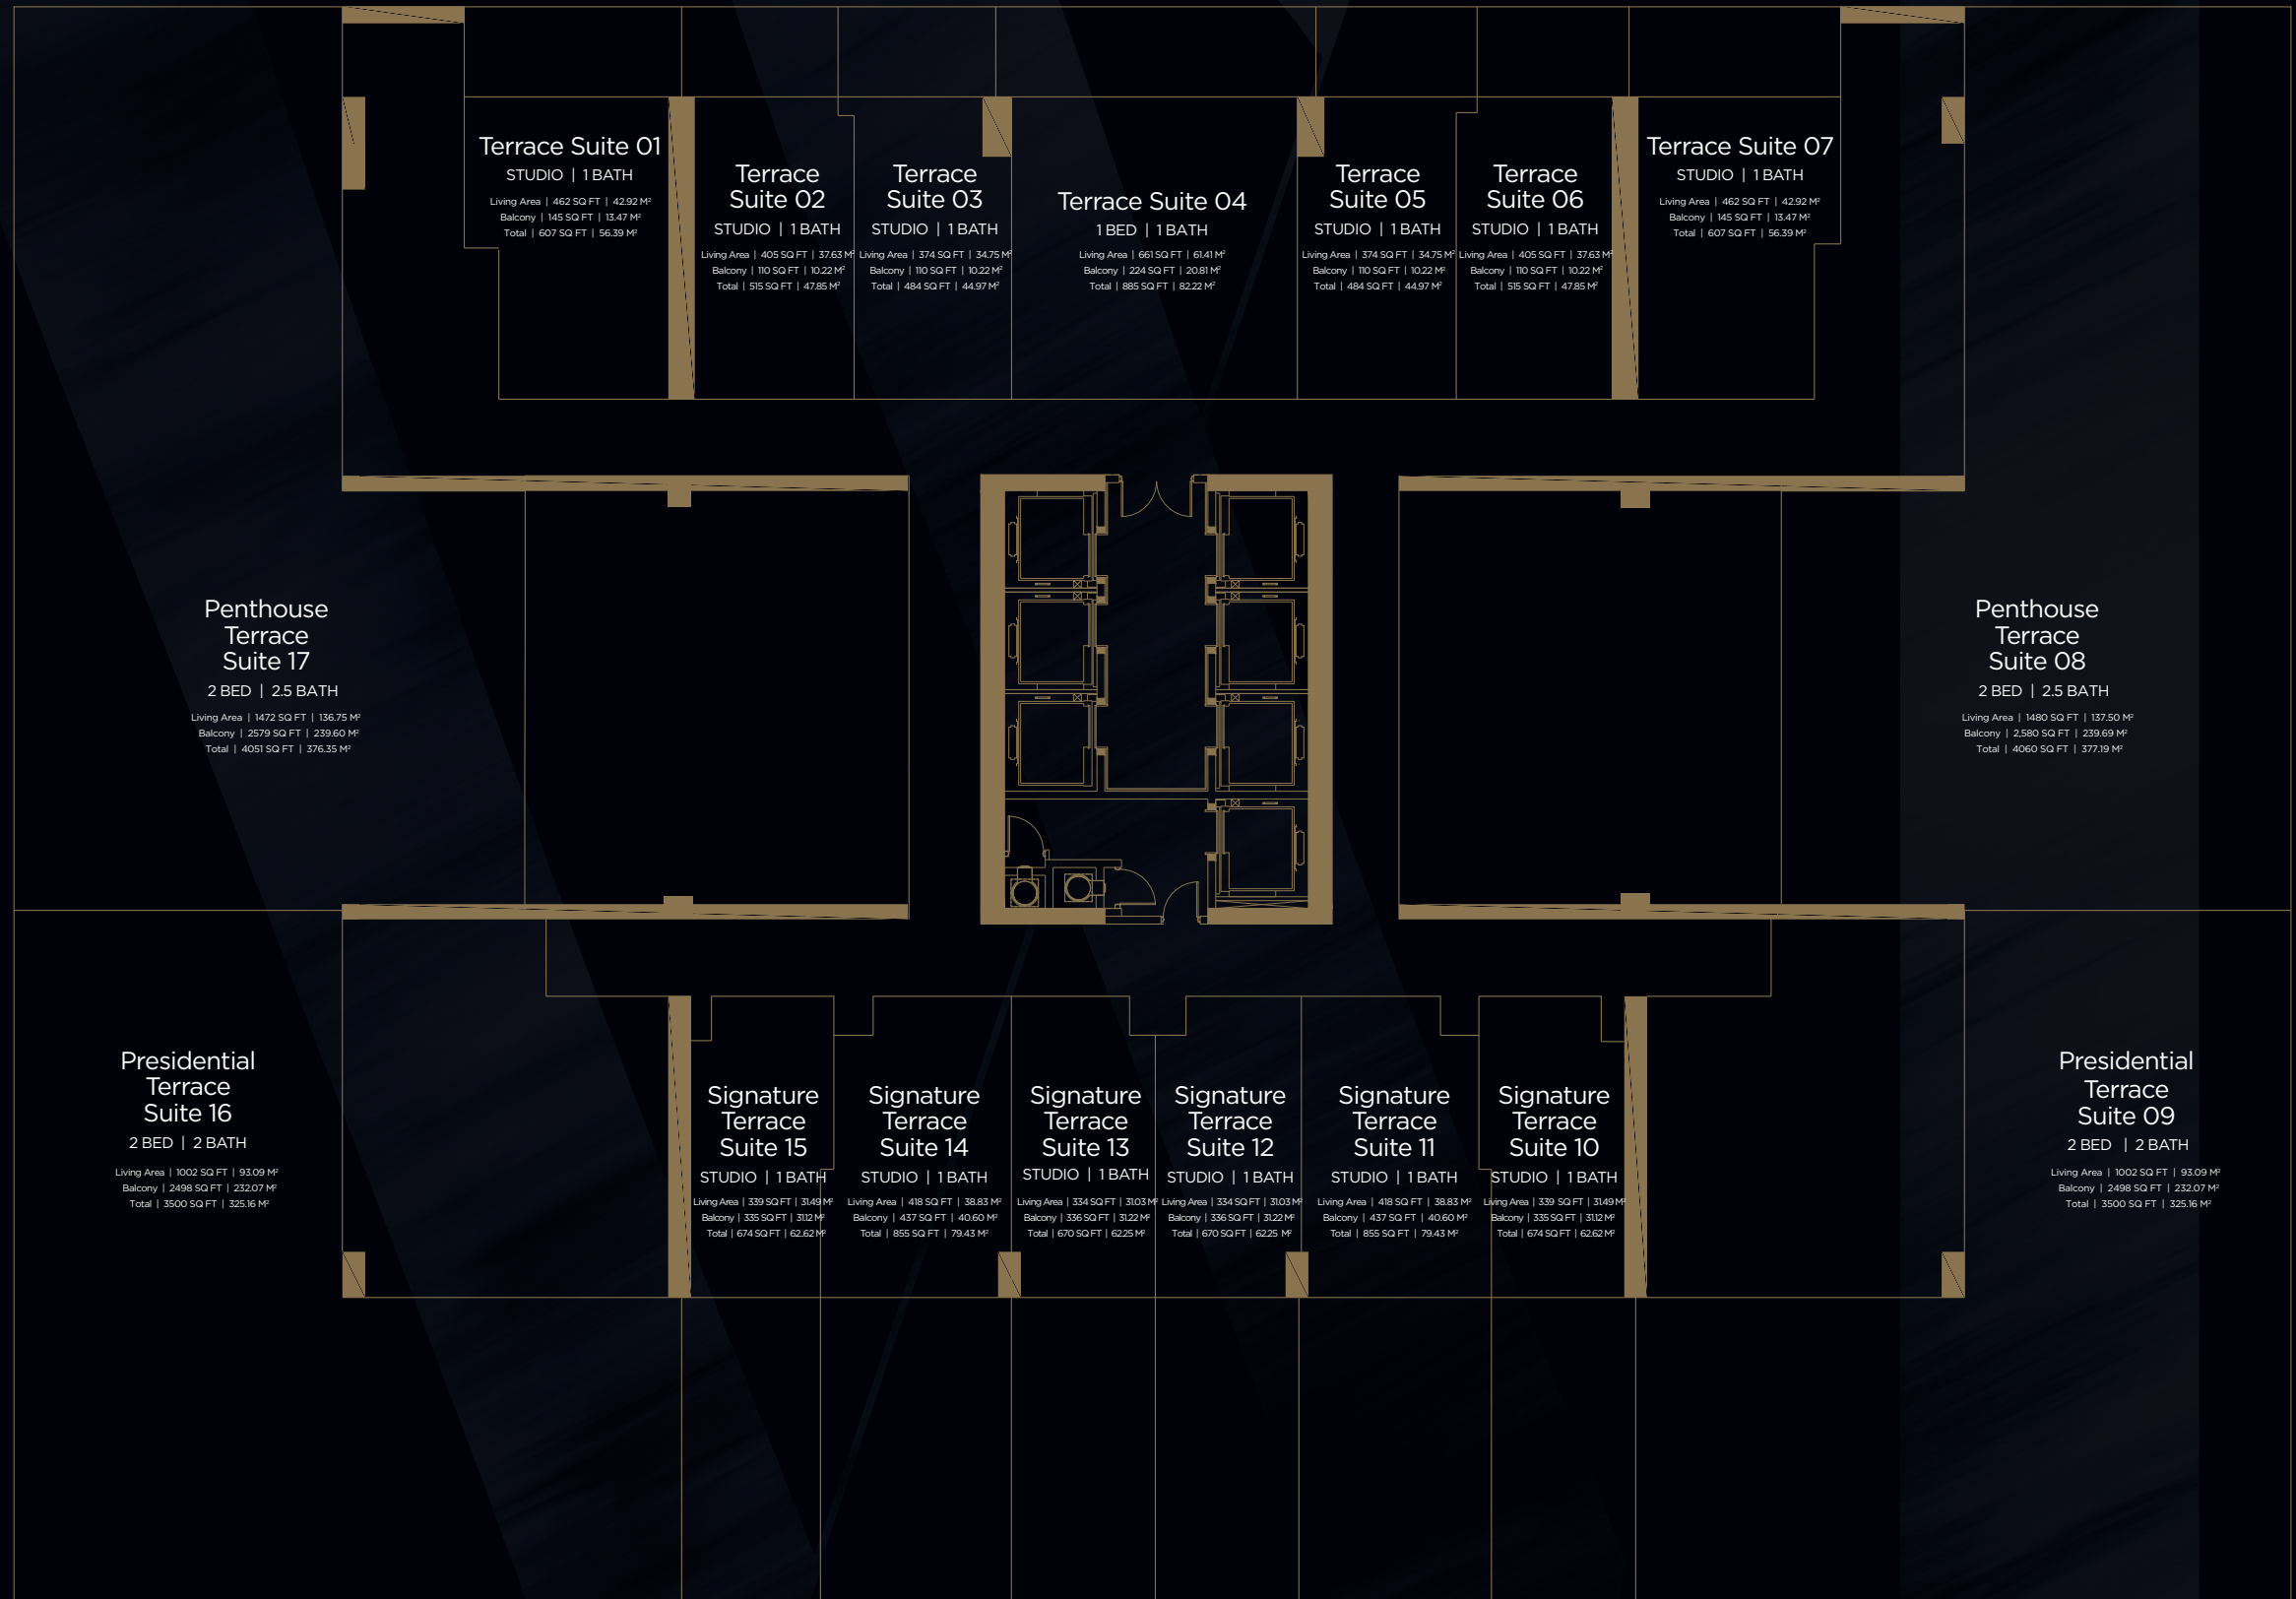 Terrace Suite 01
STUDIO | 1 BATH
Living Area | 462 SQ FT | 42.92 M²
Balcony | 145 SQ FT | 13.47 M²
Total | 607 SQ FT | 56.39 M²
Terrace
Suite 02
STUDIO | 1 BATH
Living Area | 405 SQ FT | 37.63 M²
Balcony | 110 SQ FT | 10.22 M²
Total | 515 SQ FT | 47.85 M²
Terrace
Suite 03
STUDIO | 1 BATH
Living Area | 374 SQ FT | 34.75 M²
Balcony | 110 SQ FT | 10.22 M²
Total | 484 SQ FT | 44.97 M²
Terrace Suite 04
1 BED | 1 BATH
Living Area | 661 SQ FT | 61.41 M²
Balcony | 224 SQ FT | 20.81 M²
Total | 885 SQ FT | 82.22 M²
Terrace
Suite 05
STUDIO | 1 BATH
Living Area | 374 SQ FT | 34.75 M²
Balcony | 110 SQ FT | 10.22 M²
Total | 484 SQ FT | 44.97 M²
Terrace
Suite 06
STUDIO | 1 BATH
Living Area | 405 SQ FT | 37.63 M²
Balcony | 110 SQ FT | 10.22 M²
Total | 515 SQ FT | 47.85 M²
Terrace Suite 07
STUDIO | 1 BATH
Living Area | 462 SQ FT | 42.92 M²
Balcony | 145 SQ FT | 13.47 M²
Total | 607 SQ FT | 56.39 M²
Penthouse
Terrace
Suite 17
2 BED | 2.5 BATH
Living Area | 1472 SQ FT | 136.75 M²
Balcony | 2579 SQ FT | 239.60 M²
Total | 4051 SQ FT | 376.35 M²
Penthouse
Terrace
Suite 08
2 BED | 2.5 BATH
Living Area | 1480 SQ FT | 137.50 M²
Balcony | 2,580 SQ FT | 239.69 M²
Total | 4060 SQ FT | 377.19 M²
Presidential
Terrace
Suite 16
2 BED | 2 BATH
Living Area | 1002 SQ FT | 93.09 M²
Balcony | 2498 SQ FT | 232.07 M²
Total | 3500 SQ FT | 325.16 M²
Signature
Terrace
Suite 15
STUDIO | 1 BATH
Living Area | 339 SQ FT | 31.49 M²
Balcony | 335 SQ FT | 31.12 M²
Total | 674 SQ FT | 62.62 M²
Signature
Terrace
Suite 14
STUDIO | 1 BATH
Living Area | 418 SQ FT | 38.83 M²
Balcony | 437 SQ FT | 40.60 M²
Total | 855 SQ FT | 79.43 M²
Signature
Terrace
Suite 13
STUDIO | 1 BATH
Living Area | 334 SQ FT | 31.03 M²
Balcony | 336 SQ FT | 31.22 M²
Total | 670 SQ FT | 62.25 M²
Signature
Terrace
Suite 12
STUDIO | 1 BATH
Living Area | 334 SQ FT | 31.03 M²
Balcony | 336 SQ FT | 31.22 M²
Total | 670 SQ FT | 62.25 M²
Signature
Terrace
Suite 11
STUDIO | 1 BATH
Living Area | 418 SQ FT | 38.83 M²
Balcony | 437 SQ FT | 40.60 M²
Total | 855 SQ FT | 79.43 M²
Signature
Terrace
Suite 10
STUDIO | 1 BATH
Living Area | 339 SQ FT | 31.49 M²
Balcony | 335 SQ FT | 31.12 M²
Total | 674 SQ FT | 62.62 M²
Presidential
Terrace
Suite 09
2 BED | 2 BATH
Living Area | 1002 SQ FT | 93.09 M²
Balcony | 2498 SQ FT | 232.07 M²
Total | 3500 SQ FT | 325.16 M²